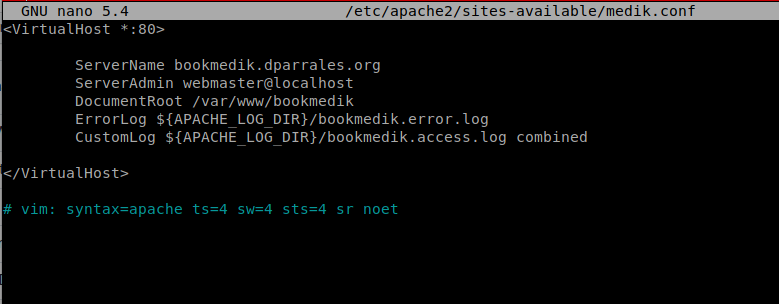 GNU nano 5.4 /etc/apache2/sites-available/medik.conf
<VirtualHost *:80>
ServerName bookmedik.dparrales.org
ServerAdmin webmaster@localhost
DocumentRoot /var/www/bookmedik
ErrorLog ${APACHE_LOG_DIR}/bookmedik.error.log
CustomLog ${APACHE_LOG_DIR}/bookmedik.access.log combined
</VirtualHost>
# vim: syntax=apache ts=4 sw=4 sts=4 sr noet